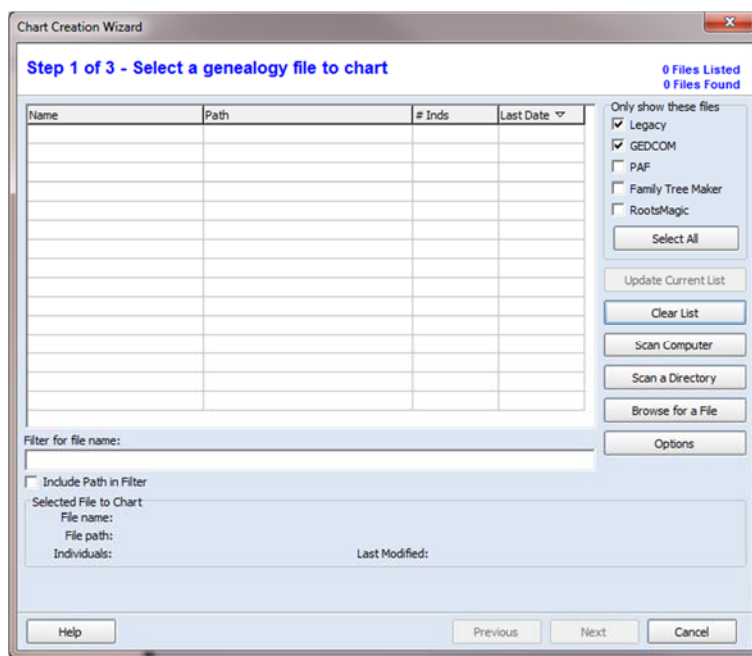 Chart Creation Wizard
Step 1 of 3 - Select a genealogy file to chart
0 Files Listed
0 Files Found
Name Path # Inds Last Date
Only show these files
Legacy
GEDCOM
PAF
Family Tree Maker
RootsMagic
Select All
Update Current List
Clear List
Scan Computer
Scan a Directory
Browse for a File
Options
Filter for file name:
Include Path in Filter
Selected File to Chart
File name:
File path:
Individuals: Last Modified:
Help Previous Next Cancel